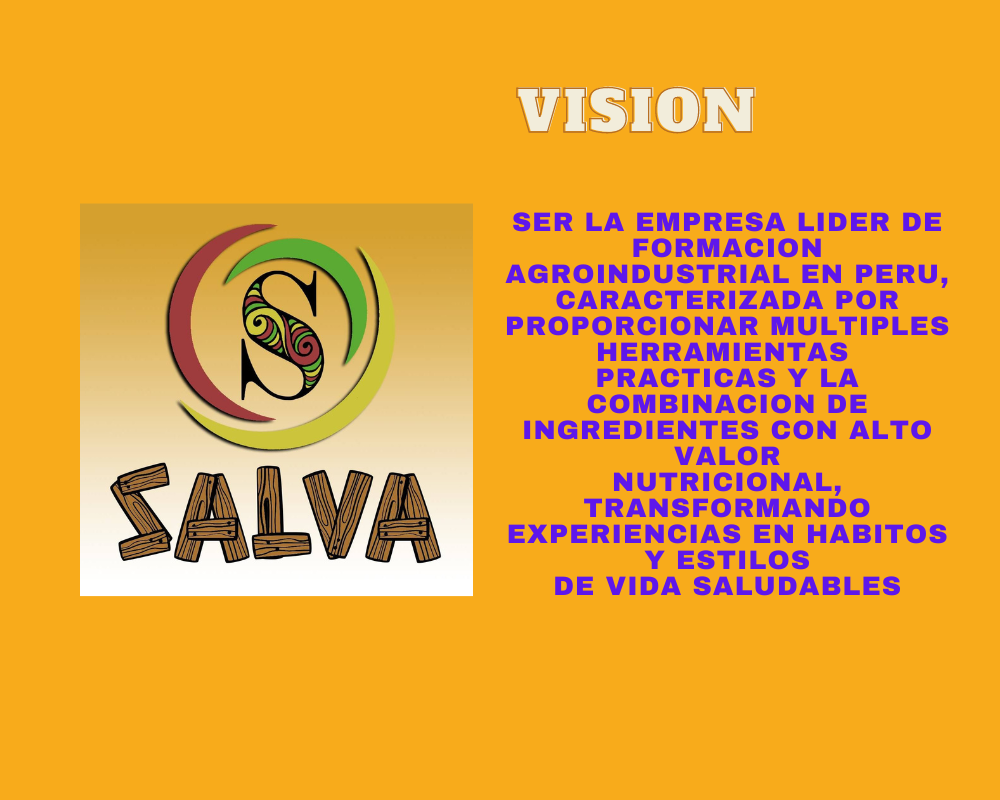 VISION
S
SALVA
SER LA EMPRESA LIDER DE
FORMACION
AGROINDUSTRIAL EN PERU,
CARACTERIZADA POR
PROPORCIONAR MULTIPLES
HERRAMIENTAS
PRACTICAS Y LA
COMBINACION DE
INGREDIENTES CON ALTO
VALOR
NUTRICIONAL,
TRANSFORMANDO
EXPERIENCIAS EN HABITOS
Y ESTILOS
DE VIDA SALUDABLES